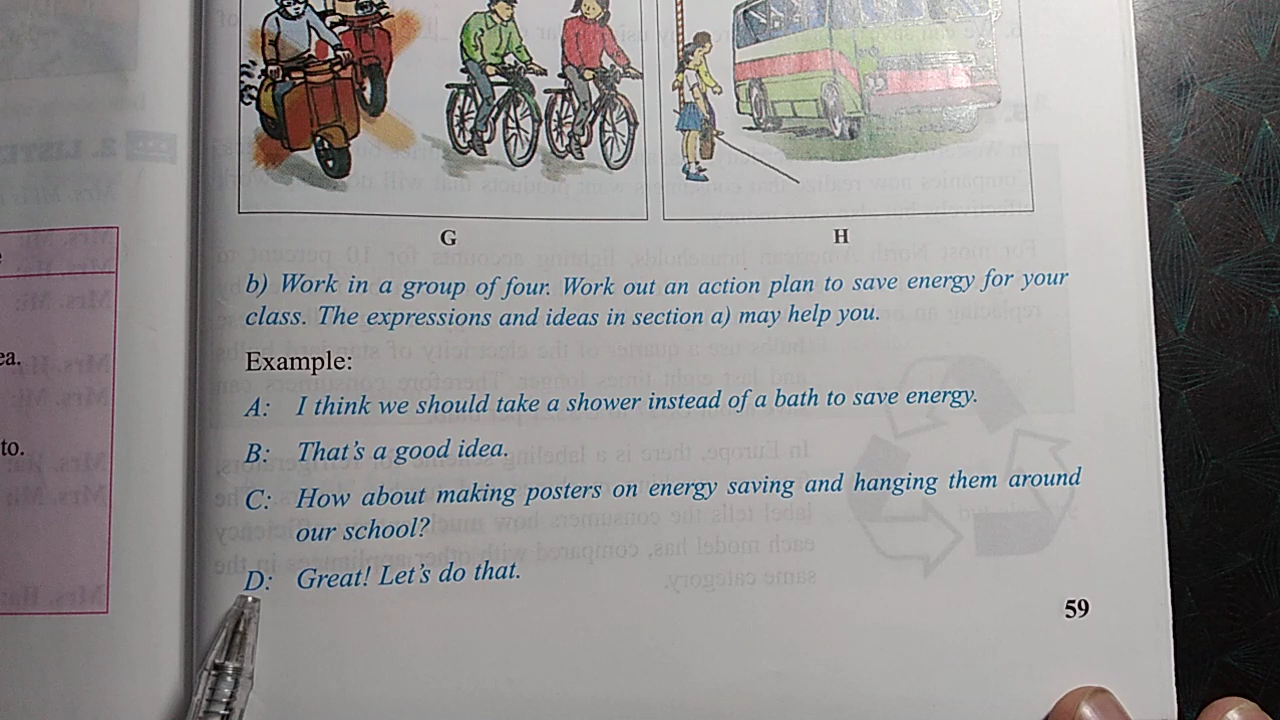 G
H
b) Work in a group of four. Work out an action plan to save energy for your
class. The expressions and ideas in section a) may help you.
Example:
A: I think we should take a shower instead of a bath to save energy.
B: That's a good idea.
C: How about making posters on energy saving and hanging them around
our school?
D: Great! Let's do that.
59
ea.
to.